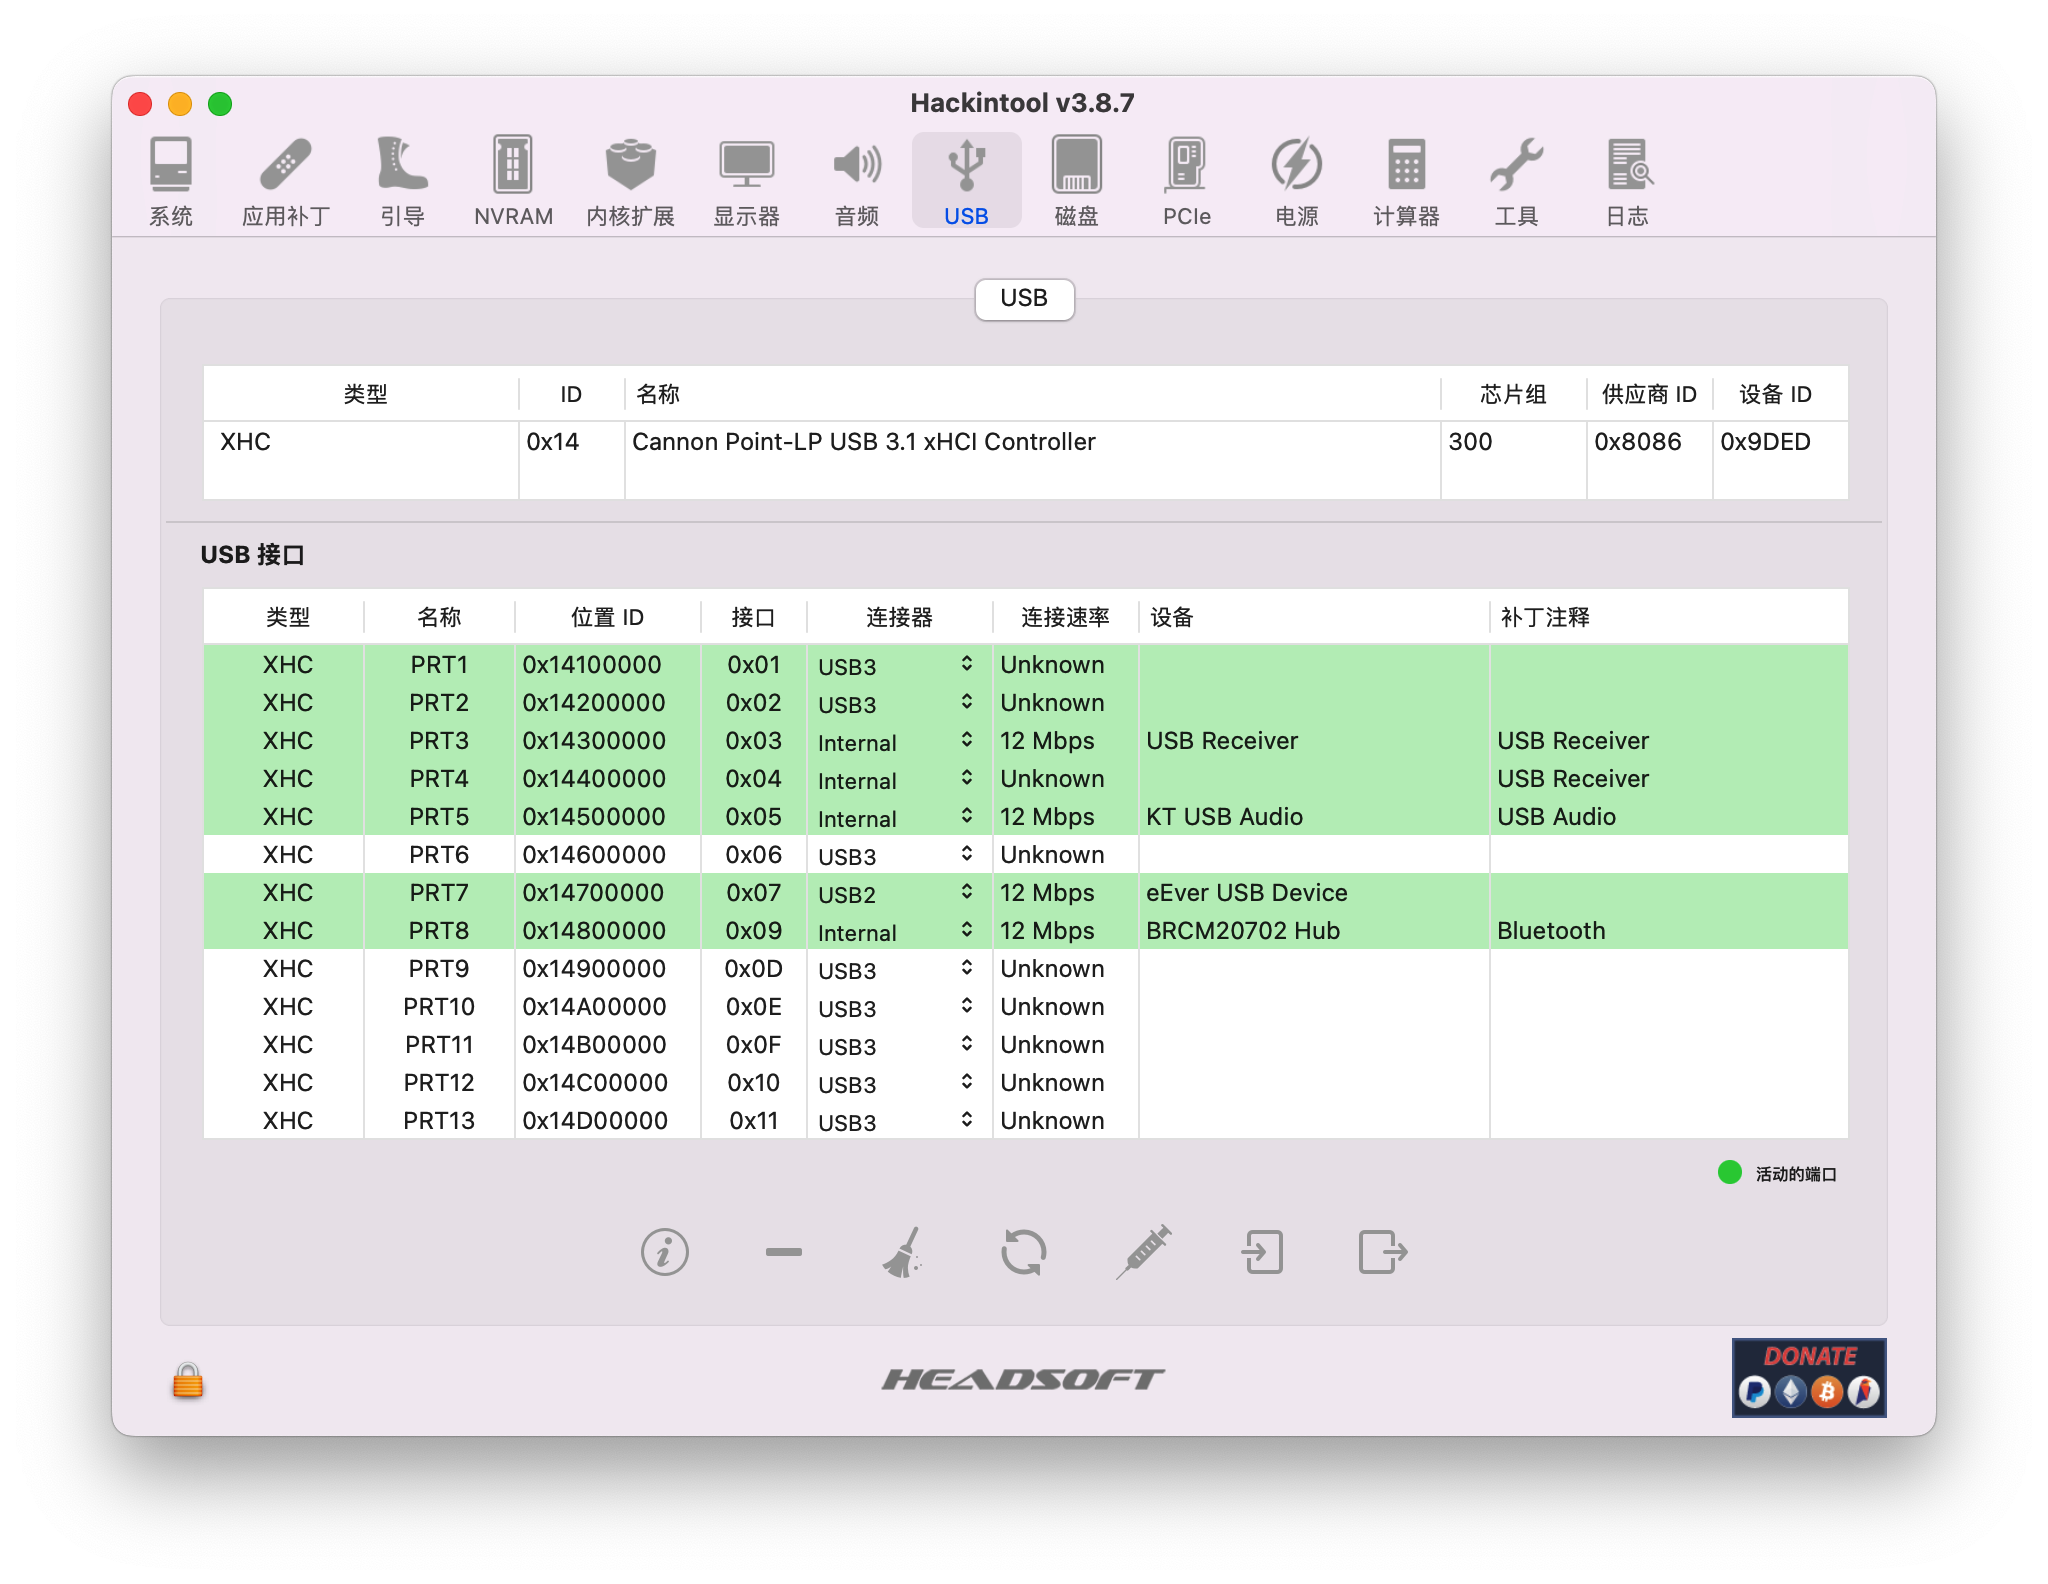 Hackintool v3.8.7
系统 应用补丁 引导 NVRAM 内核扩展 显示器 音频 USB 磁盘 PCIe 电源 计算器 工具 日志
USB
类型 ID 名称 芯片组 供应商 ID 设备 ID
XHC 0x14 Cannon Point-LP USB 3.1 xHCI Controller 300 0x8086 0x9DED
USB 接口
类型 名称 位置 ID 接口 连接器 连接速率 设备 补丁注释
XHC PRT1 0x14100000 0x01 USB3 Unknown
XHC PRT2 0x14200000 0x02 USB3 Unknown
XHC PRT3 0x14300000 0x03 Internal 12 Mbps USB Receiver USB Receiver
XHC PRT4 0x14400000 0x04 Internal Unknown USB Receiver
XHC PRT5 0x14500000 0x05 Internal 12 Mbps KT USB Audio USB Audio
XHC PRT6 0x14600000 0x06 USB3 Unknown
XHC PRT7 0x14700000 0x07 USB2 12 Mbps eEver USB Device
XHC PRT8 0x14800000 0x09 Internal 12 Mbps BRCM20702 Hub Bluetooth
XHC PRT9 0x14900000 0x0D USB3 Unknown
XHC PRT10 0x14A00000 0x0E USB3 Unknown
XHC PRT11 0x14B00000 0x0F USB3 Unknown
XHC PRT12 0x14C00000 0x10 USB3 Unknown
XHC PRT13 0x14D00000 0x11 USB3 Unknown
活动的端口
HEADSOFT
DONATE